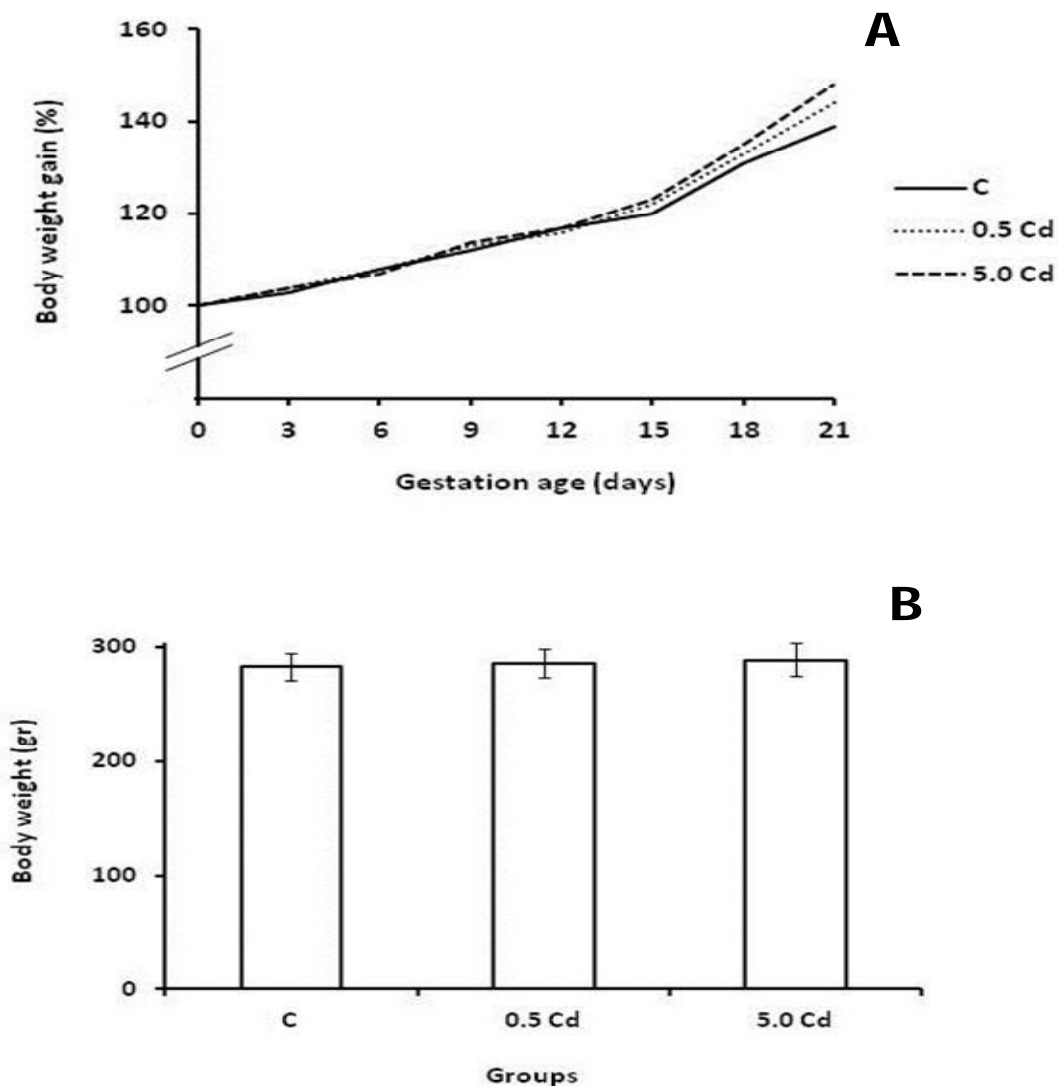 A
160
140
120
100
Body weight gain (%)
0 3 6 9 12 15 18 21
Gestation age (days)
C
0.5 Cd
5.0 Cd
B
300
200
100
0
Body weight (gr)
C 0.5 Cd 5.0 Cd
Groups